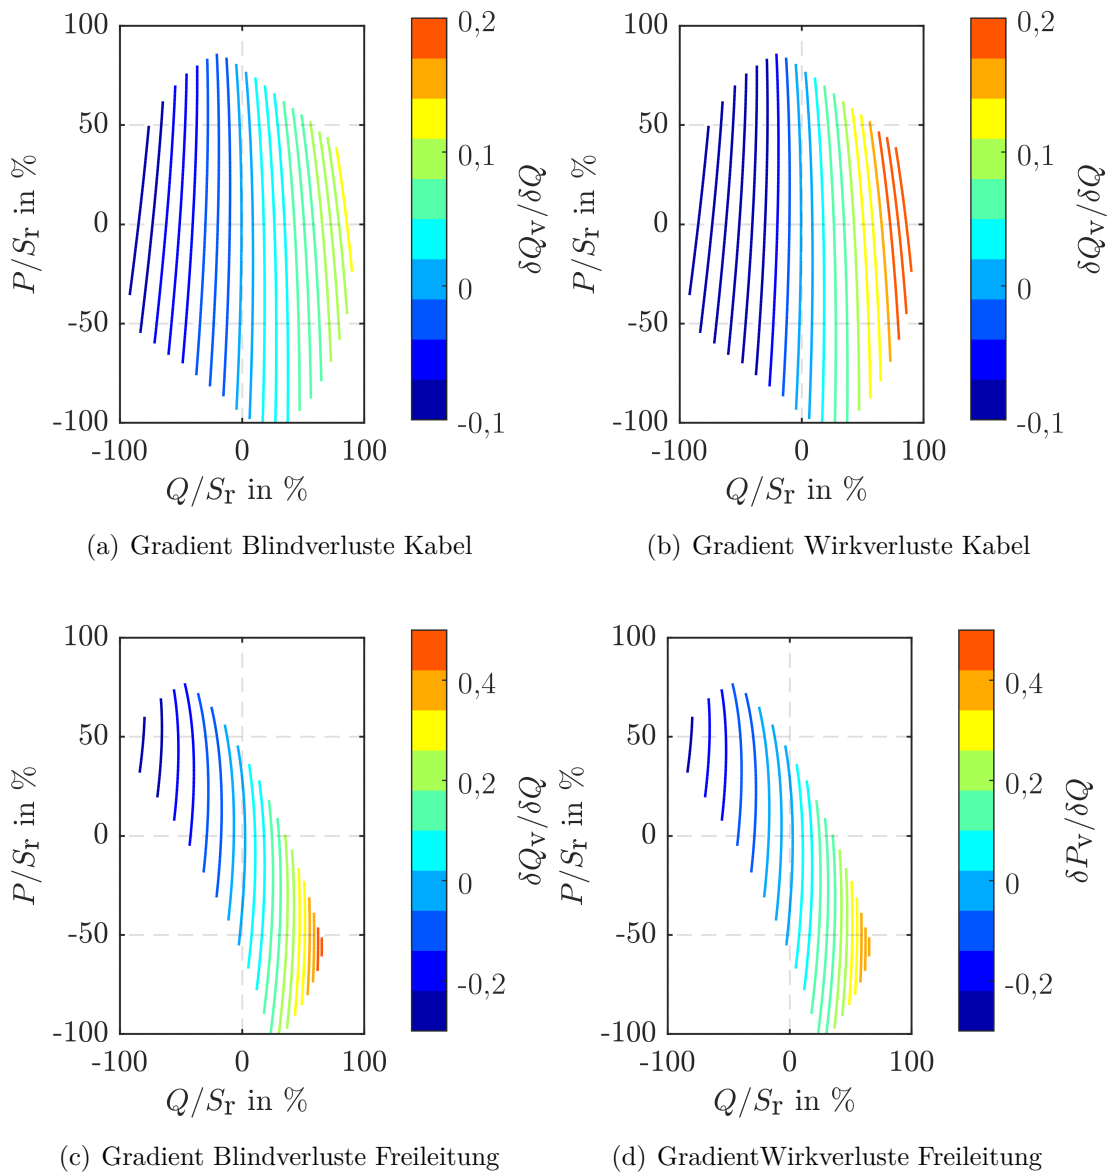 100
50
0
-50
-100
-100 0 100
P/Sr in %
Q/Sr in %
0,2
0,1
0
-0,1
δQv/δQ
(a) Gradient Blindverluste Kabel
100
50
0
-50
-100
-100 0 100
P/Sr in %
Q/Sr in %
0,2
0,1
0
-0,1
δQv/δQ
(b) Gradient Wirkverluste Kabel
100
50
0
-50
-100
-100 0 100
P/Sr in %
Q/Sr in %
0,4
0,2
0
-0,2
δQv/δQ
(c) Gradient Blindverluste Freileitung
100
50
0
-50
-100
-100 0 100
P/Sr in %
Q/Sr in %
0,4
0,2
0
-0,2
δPv/δQ
(d) GradientWirkverluste Freileitung